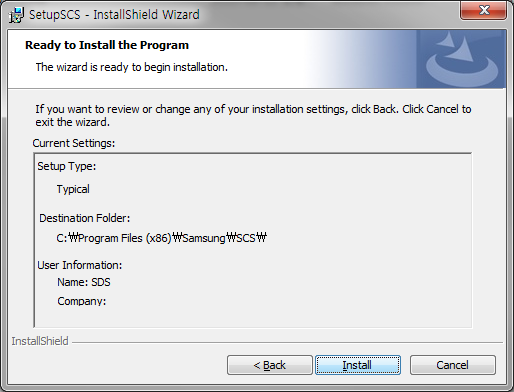 SetupSCS - InstallShield Wizard
Ready to Install the Program
The wizard is ready to begin installation.
If you want to review or change any of your installation settings, click Back. Click Cancel to
exit the wizard.
Current Settings:
Setup Type:
Typical
Destination Folder:
C:₩Program Files (x86)₩Samsung₩SCS₩
User Information:
Name: SDS
Company:
InstallShield
< Back
Install
Cancel